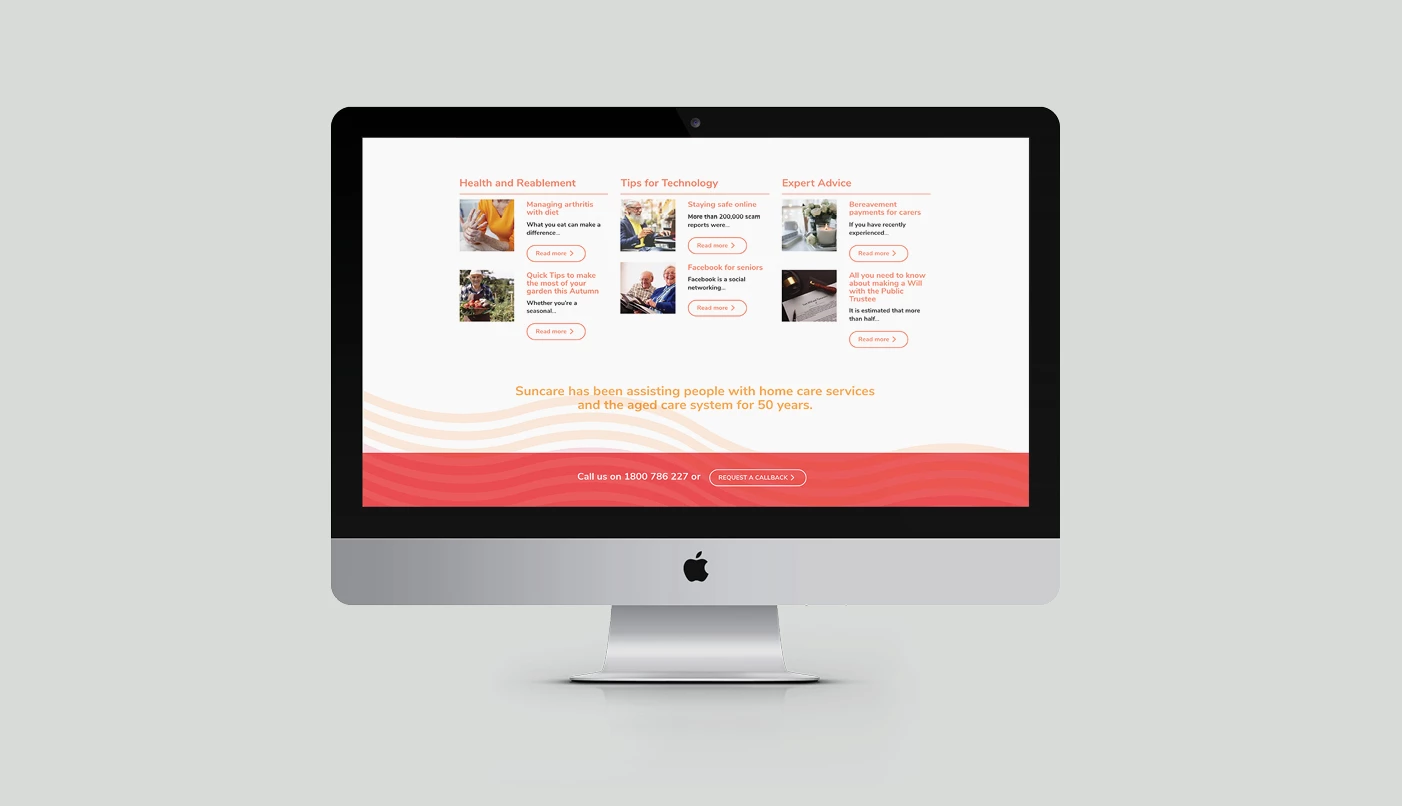 Health and Reablement
Managing arthritis
with diet
What you eat can make a
difference...
Read more
Quick Tips to make
the most of your
garden this Autumn
Whether you're a
seasonal...
Read more
Tips for Technology
Staying safe online
More than 200,000 scam
reports were...
Read more
Facebook for seniors
Facebook is a social
networking...
Read more
Expert Advice
Bereavement
payments for carers
If you have recently
experienced...
Read more
All you need to know
about making a Will
with the Public
Trustee
It is estimated that more
than half...
Read more
Suncare has been assisting people with home care services
and the aged care system for 50 years.
Call us on 1800 786 227 or REQUEST A CALLBACK